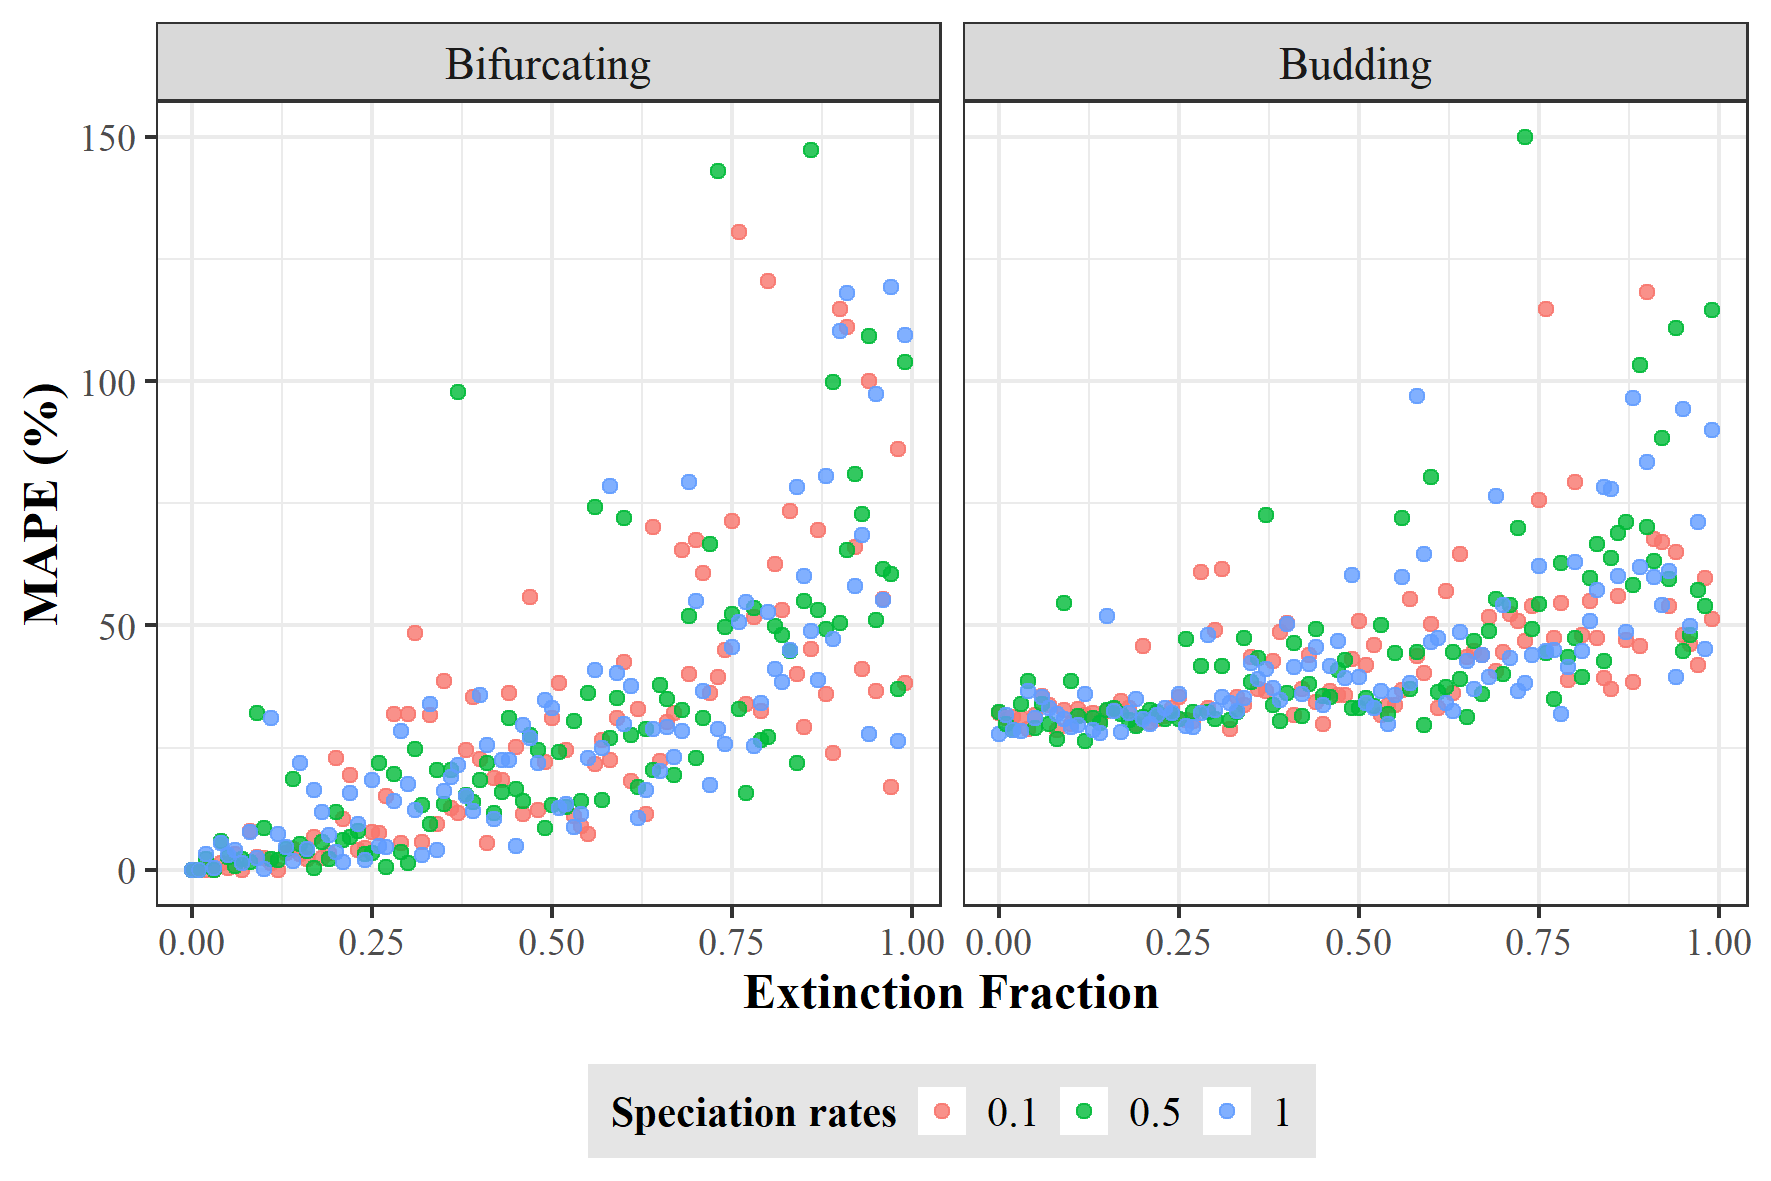 Bifurcating Budding
150
100
50
0
MAPE (%)
0.00 0.25 0.50 0.75 1.00 0.00 0.25 0.50 0.75 1.00
Extinction Fraction
Speciation rates 0.1 0.5 1